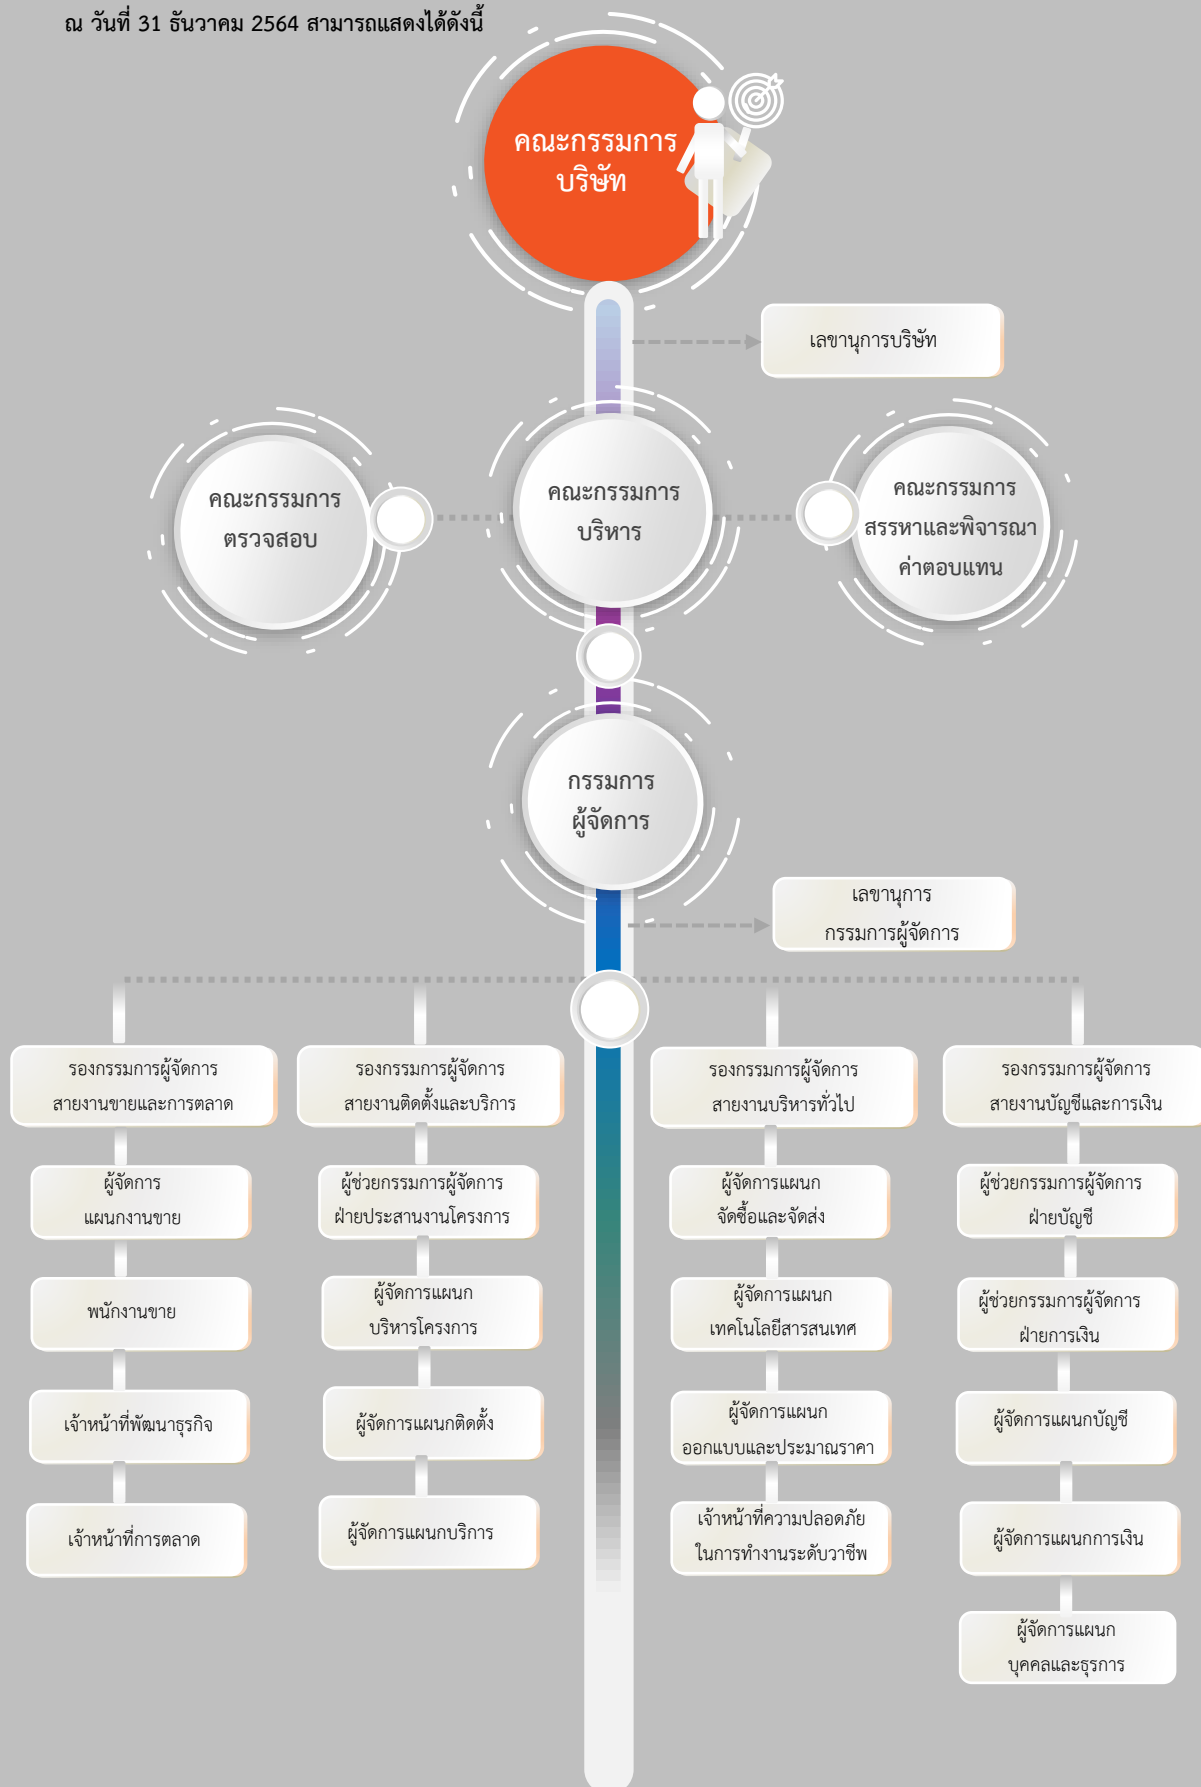 ณ วันที่ 31 ธันวาคม 2564 สามารถแสดงได้ดังนี้
คณะกรรมการ
บริษัท
เลขานุการบริษัท
คณะกรรมการ
ตรวจสอบ
คณะกรรมการ
บริหาร
คณะกรรมการ
สรรหาและพิจารณา
ค่าตอบแทน
กรรมการ
ผู้จัดการ
เลขานุการ
กรรมการผู้จัดการ
รองกรรมการผู้จัดการ
สายงานขายและการตลาด
ผู้จัดการ
แผนกงานขาย
พนักงานขาย
เจ้าหน้าที่พัฒนาธุรกิจ
เจ้าหน้าที่การตลาด
รองกรรมการผู้จัดการ
สายงานติดตั้งและบริการ
ผู้ช่วยกรรมการผู้จัดการ
ฝ่ายประสานงานโครงการ
ผู้จัดการแผนก
บริหารโครงการ
ผู้จัดการแผนกติดตั้ง
ผู้จัดการแผนกบริการ
รองกรรมการผู้จัดการ
สายงานบริหารทั่วไป
ผู้จัดการแผนก
จัดซื้อและจัดส่ง
ผู้จัดการแผนก
เทคโนโลยีสารสนเทศ
ผู้จัดการแผนก
ออกแบบและประมาณราคา
เจ้าหน้าที่ความปลอดภัย
ในการทำงานระดับวาชีพ
รองกรรมการผู้จัดการ
สายงานบัญชีและการเงิน
ผู้ช่วยกรรมการผู้จัดการ
ฝ่ายบัญชี
ผู้ช่วยกรรมการผู้จัดการ
ฝ่ายการเงิน
ผู้จัดการแผนกบัญชี
ผู้จัดการแผนกการเงิน
ผู้จัดการแผนก
บุคคลและธุรการ